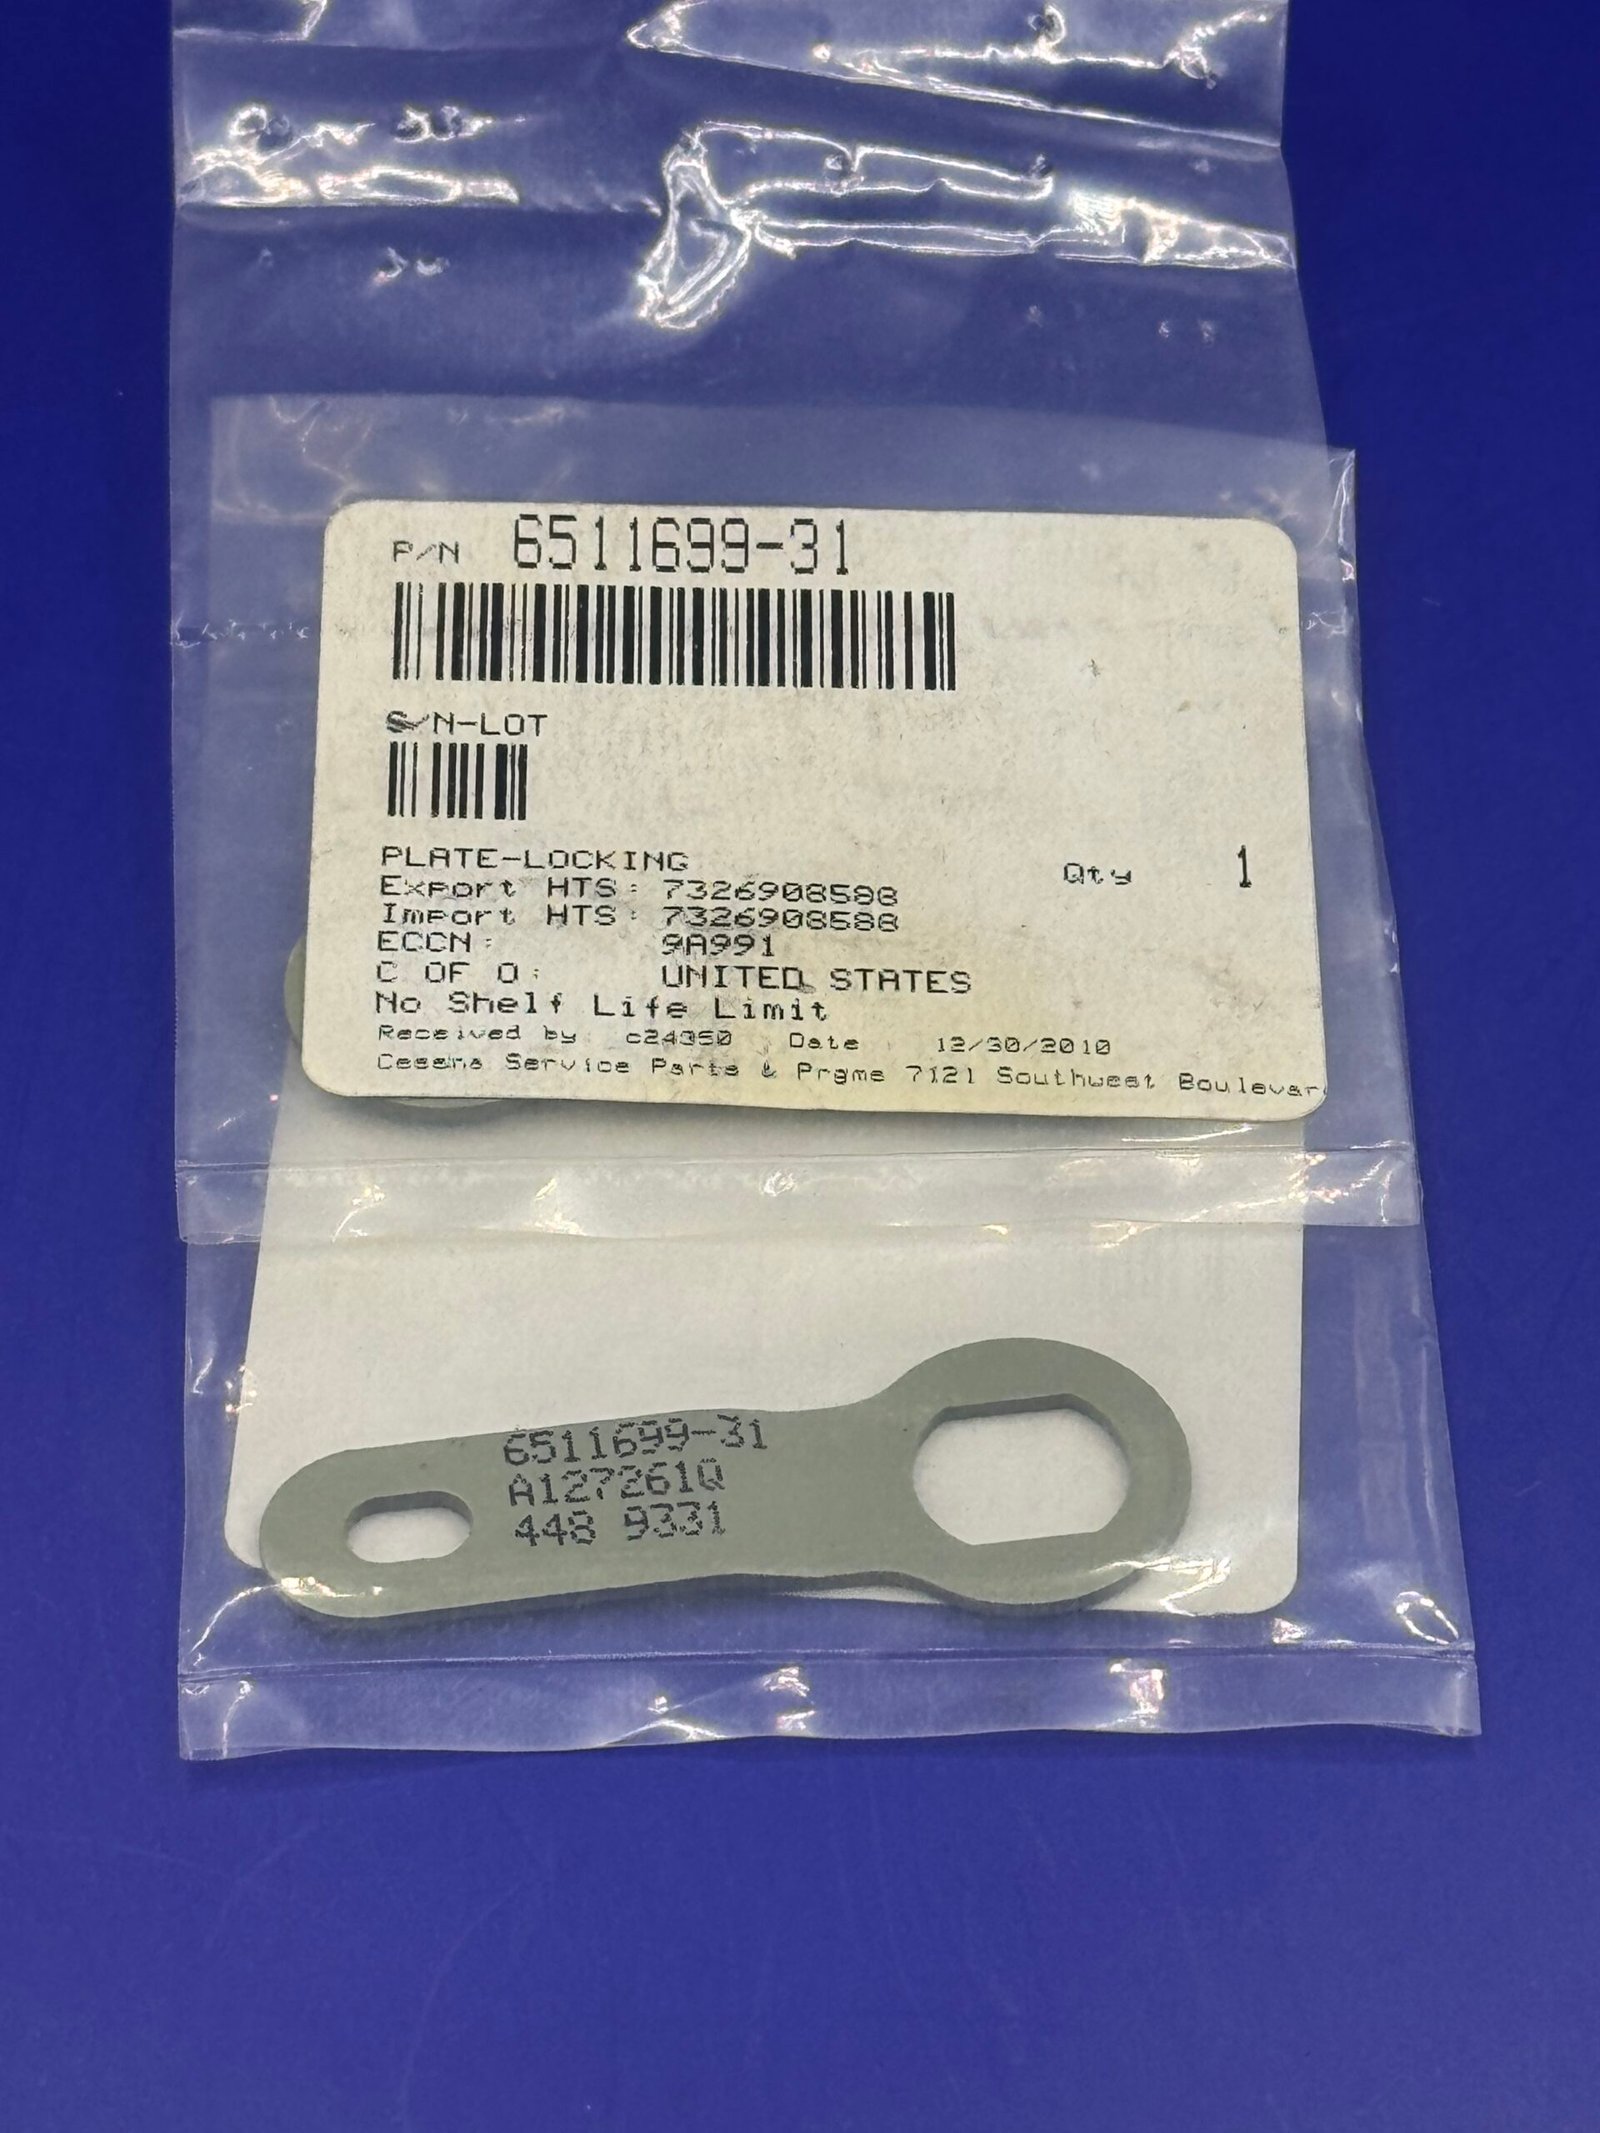 P/N 6511699-31
S/N-LOT
PLATE-LOCKING
Qty 1
Export HTS: 7326908588
Import HTS: 7326908588
ECCN: 9A991
C OF O: UNITED STATES
No Shelf Life Limit
Received by c24350 Date 12/30/2010
Cessna Service Parts & Prgms 7121 Southwest Boulevar
6511699-31
A127261Q
448 9331